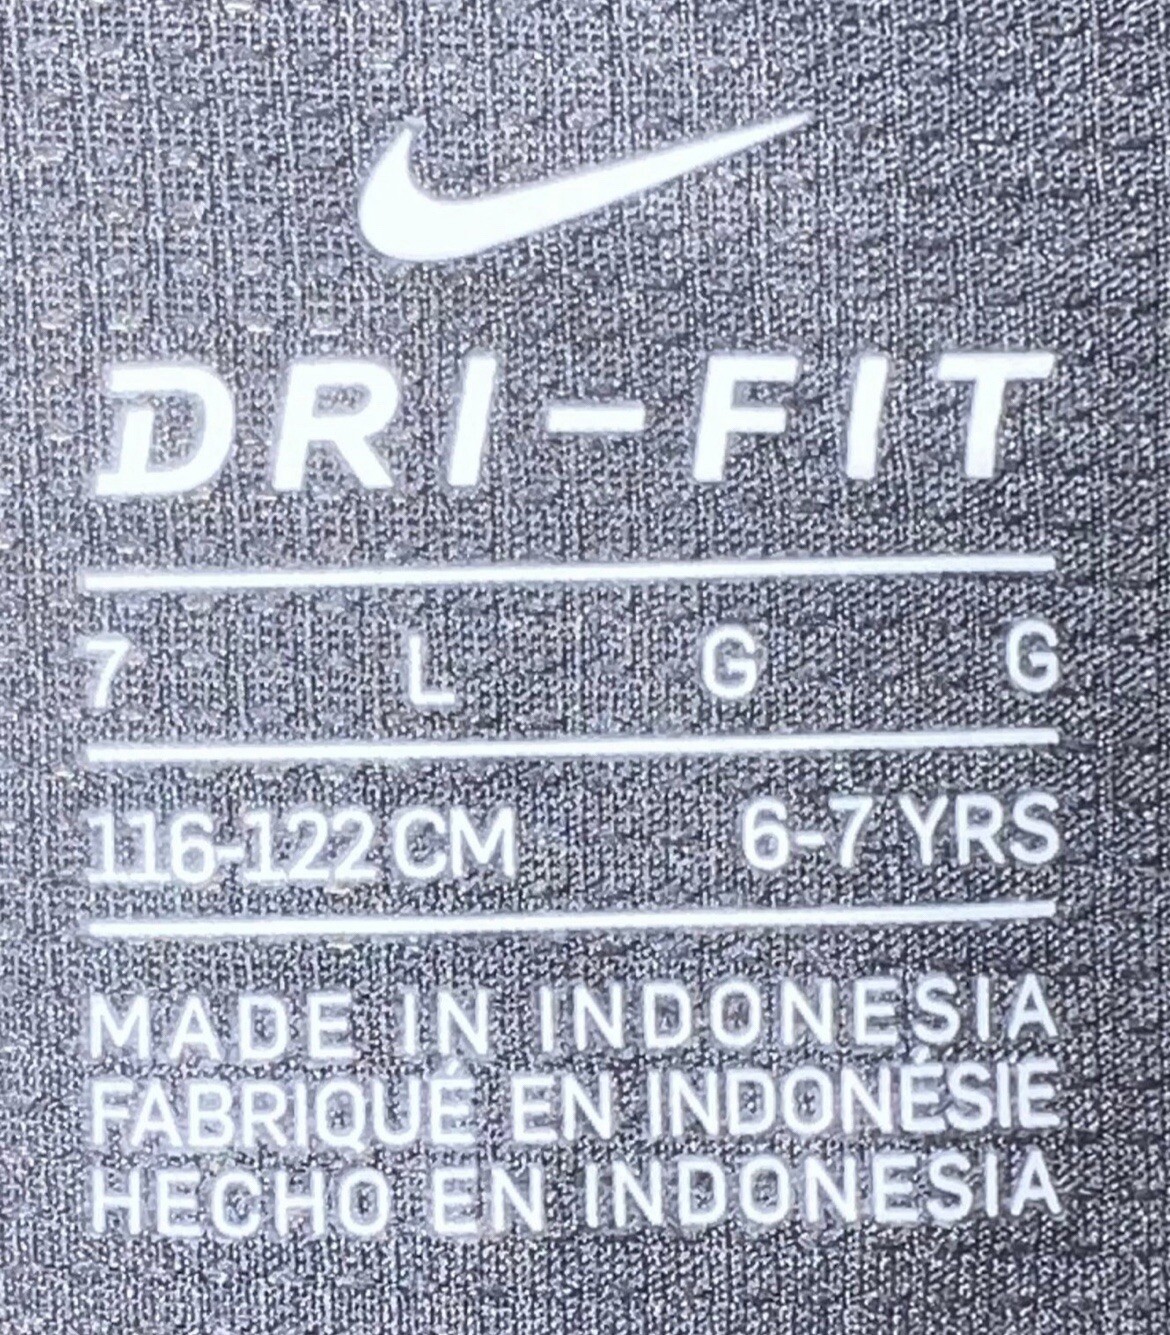 DRI-FIT
7 L G G
116-122 CM 6-7 YRS
MADE IN INDONESIA
FABRIQUÉ EN INDONÉSIE
HECHO EN INDONESIA